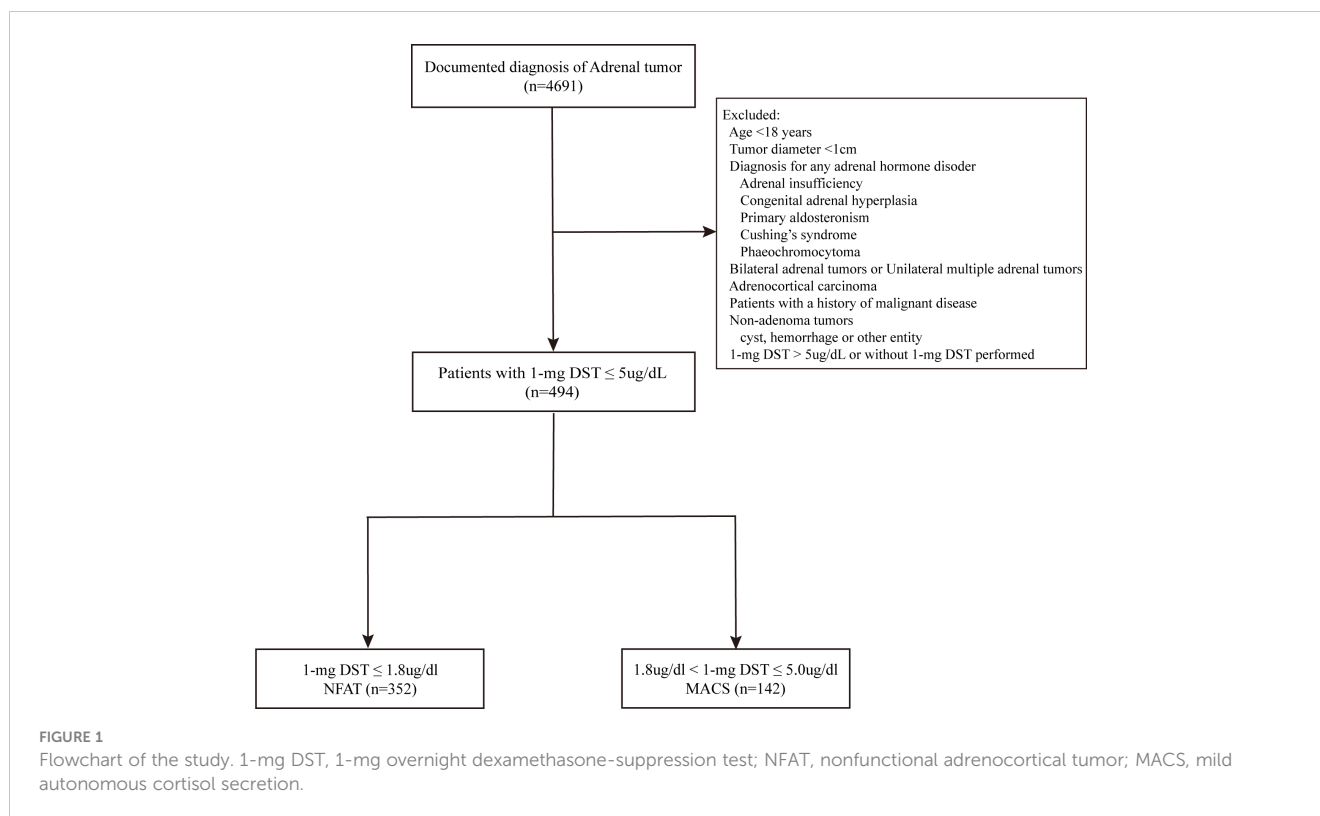 Documented diagnosis of Adrenal tumor
(n=4691)
Excluded:
Age <18 years
Tumor diameter <1cm
Diagnosis for any adrenal hormone disoder
Adrenal insufficiency
Congenital adrenal hyperplasia
Primary aldosteronism
Cushing's syndrome
Phaeochromocytoma
Bilateral adrenal tumors or Unilateral multiple adrenal tumors
Adrenocortical carcinoma
Patients with a history of malignant disease
Non-adenoma tumors
cyst, hemorrhage or other entity
1-mg DST > 5ug/dL or without 1-mg DST performed
Patients with 1-mg DST ≤ 5ug/dL
(n=494)
1-mg DST ≤ 1.8ug/dl
NFAT (n=352)
1.8ug/dl < 1-mg DST ≤ 5.0ug/dl
MACS (n=142)
FIGURE 1
Flowchart of the study. 1-mg DST, 1-mg overnight dexamethasone-suppression test; NFAT, nonfunctional adrenocortical tumor; MACS, mild
autonomous cortisol secretion.